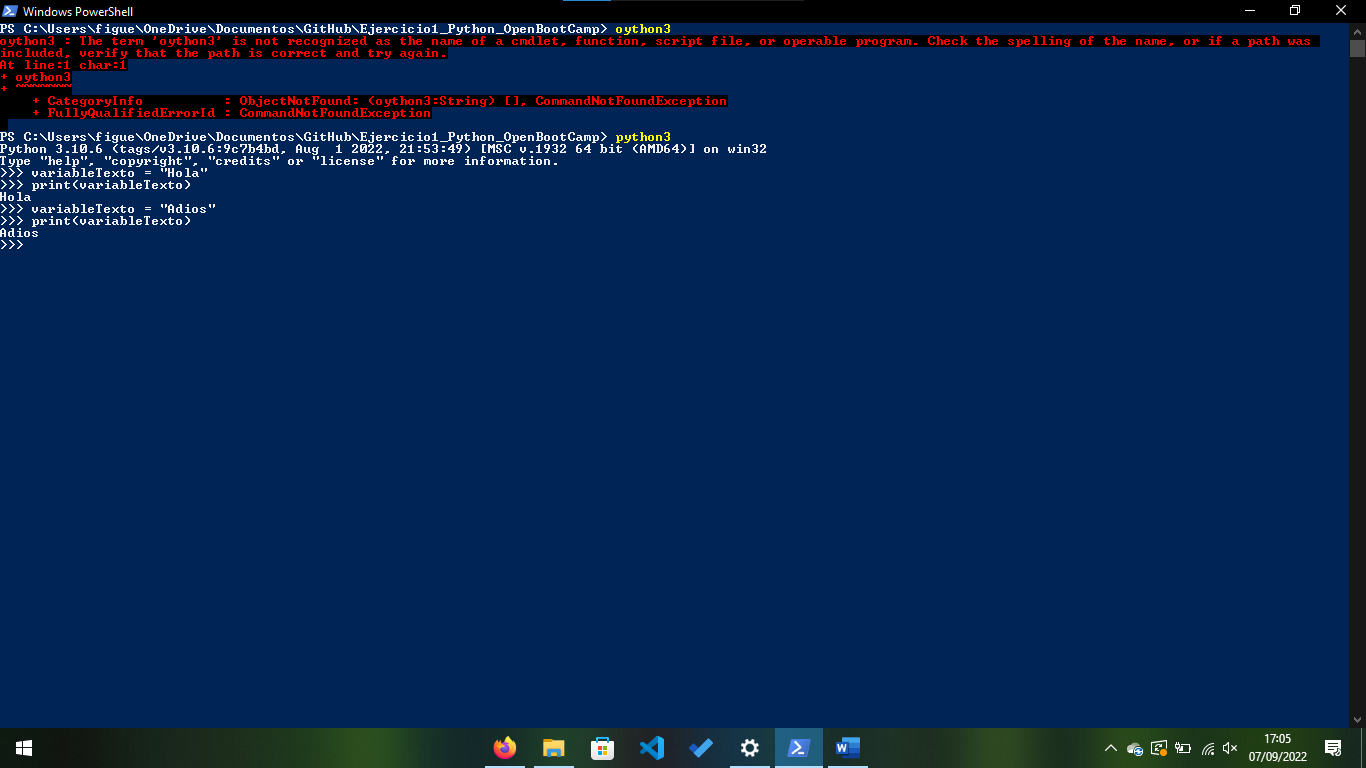 Windows PowerShell
PS C:\Users\figue\OneDrive\Documentos\GitHub\Ejercicio1_Python_OpenBootCamp> oython3
oython3 : The term 'oython3' is not recognized as the name of a cmdlet, function, script file, or operable program. Check the spelling of the name, or if a path was
included, verify that the path is correct and try again.
At line:1 char:1
+ oython3
+ ~~~~~~~
    + CategoryInfo          : ObjectNotFound: (oython3:String) [], CommandNotFoundException
    + FullyQualifiedErrorId : CommandNotFoundException
PS C:\Users\figue\OneDrive\Documentos\GitHub\Ejercicio1_Python_OpenBootCamp> python3
Python 3.10.6 (tags/v3.10.6:9c7b4bd, Aug  1 2022, 21:53:49) [MSC v.1932 64 bit (AMD64)] on win32
Type "help", "copyright", "credits" or "license" for more information.
>>> variableTexto = "Hola"
>>> print(variableTexto)
Hola
>>> variableTexto = "Adios"
>>> print(variableTexto)
Adios
>>>
17:05
07/09/2022